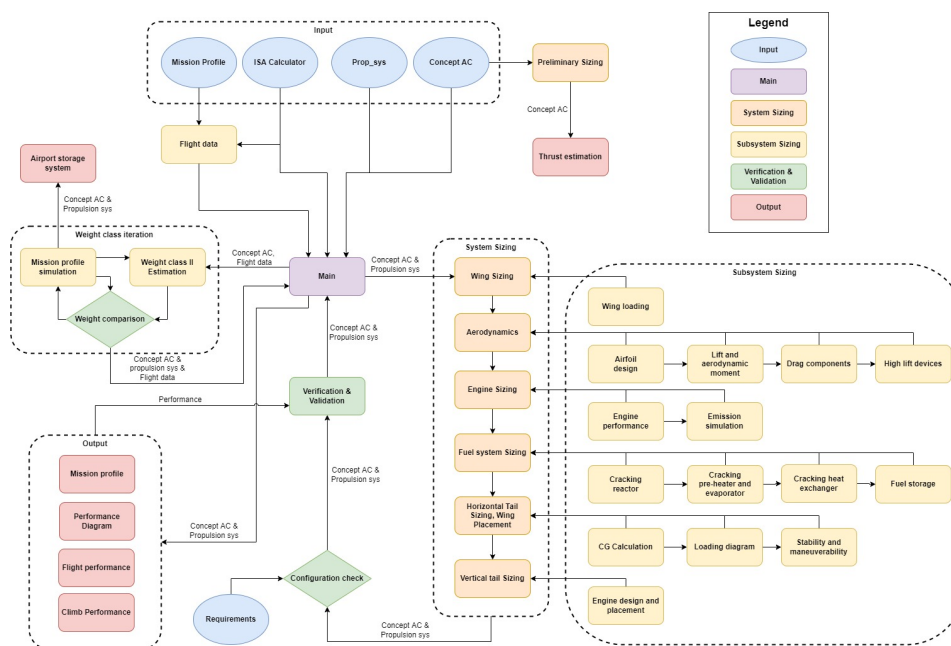 Input
Mission Profile
ISA Calculator
Prop_sys
Concept AC
Preliminary Sizing
Concept AC
Thrust estimation
Flight data
Legend
Input
Main
System Sizing
Subsystem Sizing
Verification &
Validation
Output
Airport storage
system
Concept AC &
Propulsion sys
Weight class iteration
Mission profile
simulation
Weight class II
Estimation
Weight comparison
Concept AC,
Flight data
Main
Concept AC &
Propulsion sys
Concept AC &
propulsion sys &
Flight data
Concept AC &
Propulsion sys
Verification &
Validation
Performance
Output
Mission profile
Performance
Diagram
Flight performance
Climb Performance
Concept AC &
Propulsion sys
Concept AC &
Propulsion sys
Configuration check
Requirements
Concept AC &
Propulsion sys
System Sizing
Wing Sizing
Aerodynamics
Engine Sizing
Fuel system Sizing
Horizontal Tail
Sizing, Wing
Placement
Vertical tail Sizing
Subsystem Sizing
Wing loading
Airfoil
design
Lift and
aerodynamic
moment
Drag components
High lift devices
Engine
performance
Emission
simulation
Cracking
reactor
Cracking
pre-heater and
evaporator
Cracking heat
exchanger
Fuel storage
CG Calculation
Loading diagram
Stability and
maneuverability
Engine design and
placement